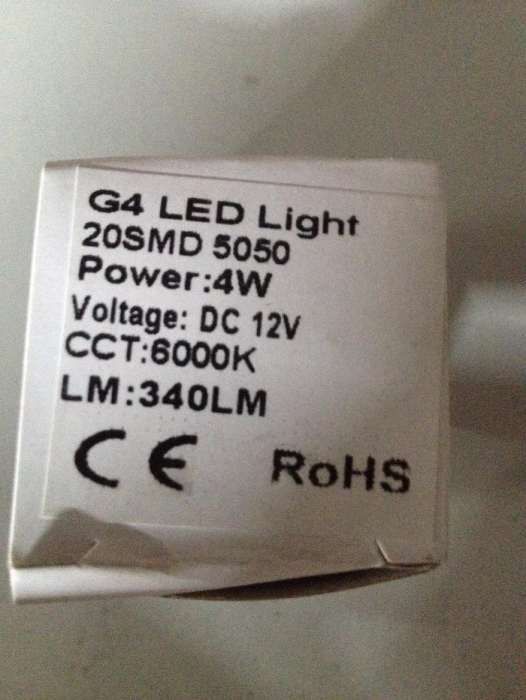 G4 LED Light
20SMD 5050
Power:4W
Voltage: DC 12V
CCT:6000K
LM:340LM
CE RoHS